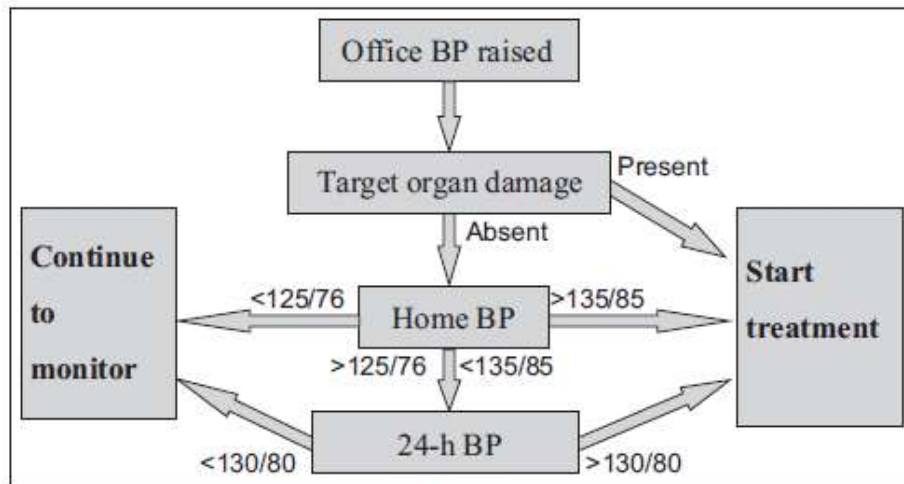 Office BP raised
Target organ damage
Present
Absent
Continue
to
monitor
<125/76
Home BP
>135/85
Start
treatment
>125/76
<135/85
24-h BP
<130/80
>130/80